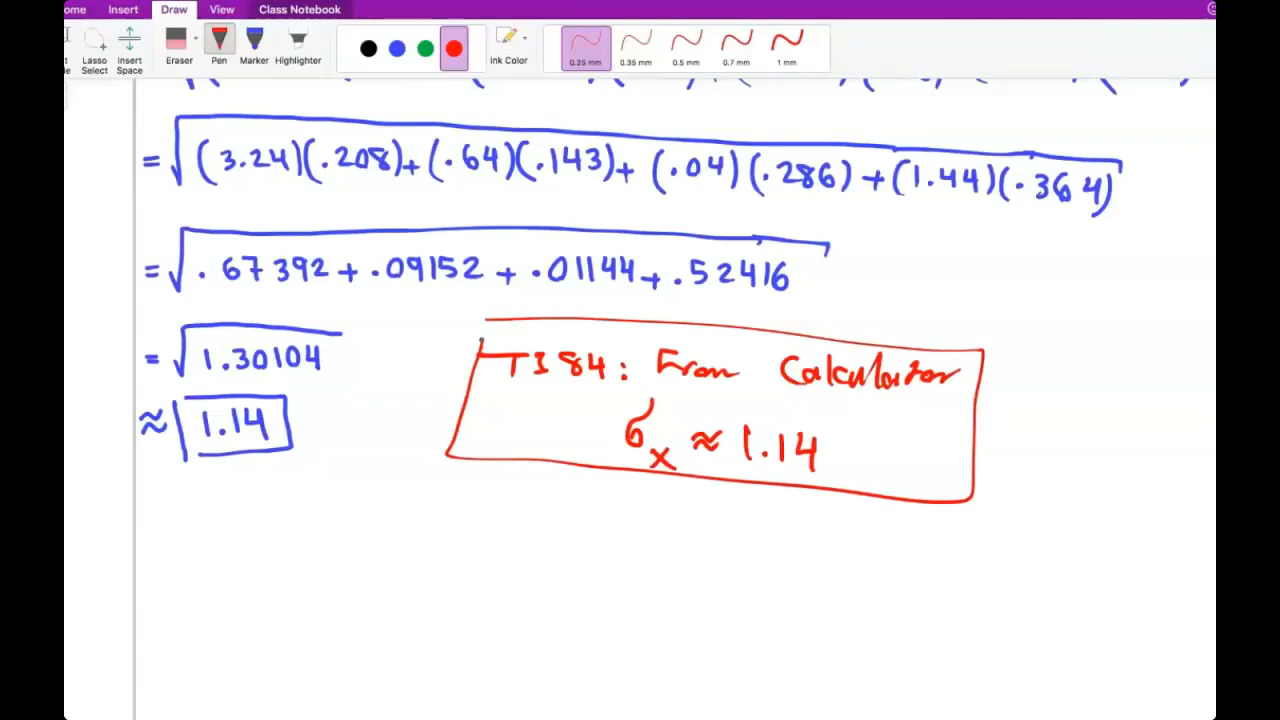 ome Insert Draw View Class Notebook
Lasso Select
Insert Space
Eraser
Pen
Marker
Highlighter
Ink Color
0.25 mm
0.35 mm
0.5 mm
0.7 mm
1 mm
= √(3.24)(.208)+(.64)(.143)+(.04)(.286)+(1.44)(.364)
= √.67392+.09152+.01144+.52416
= √1.30104
≈ 1.14
TI 84: From Calculator
σx ≈ 1.14